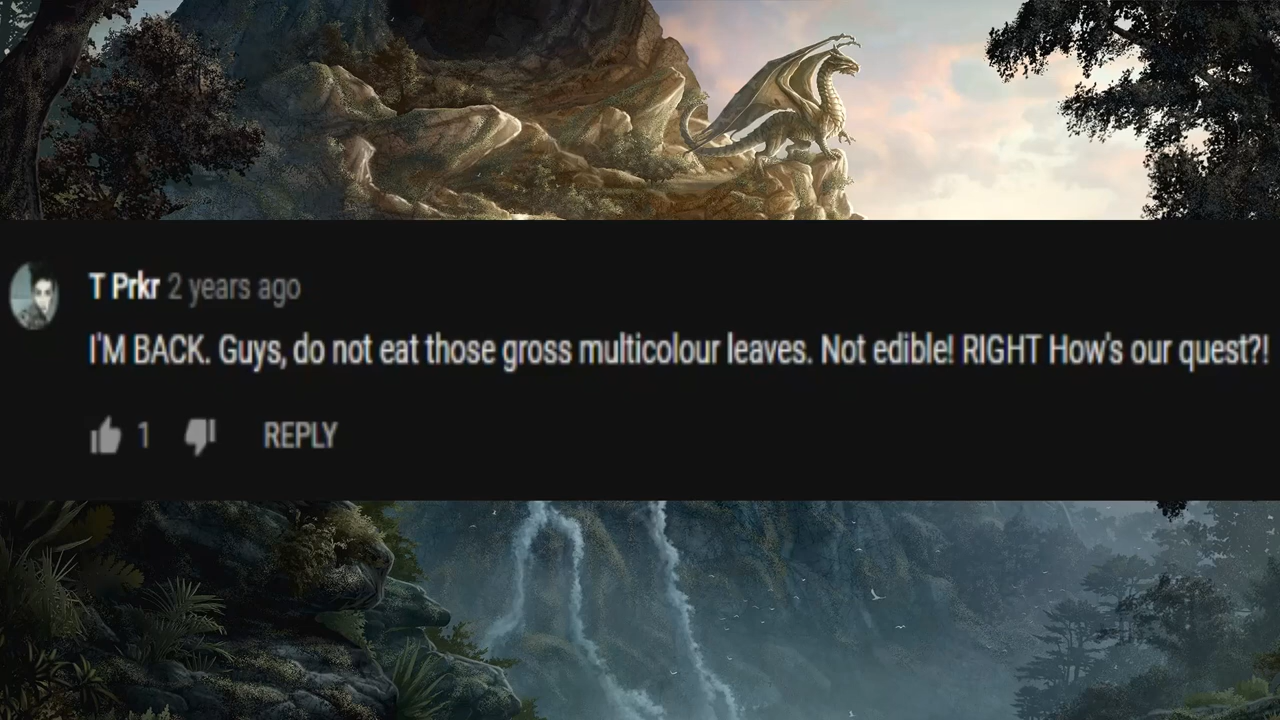 T Prkr 2 years ago
I'M BACK. Guys, do not eat those gross multicolour leaves. Not edible! RIGHT How's our quest?!
1 REPLY